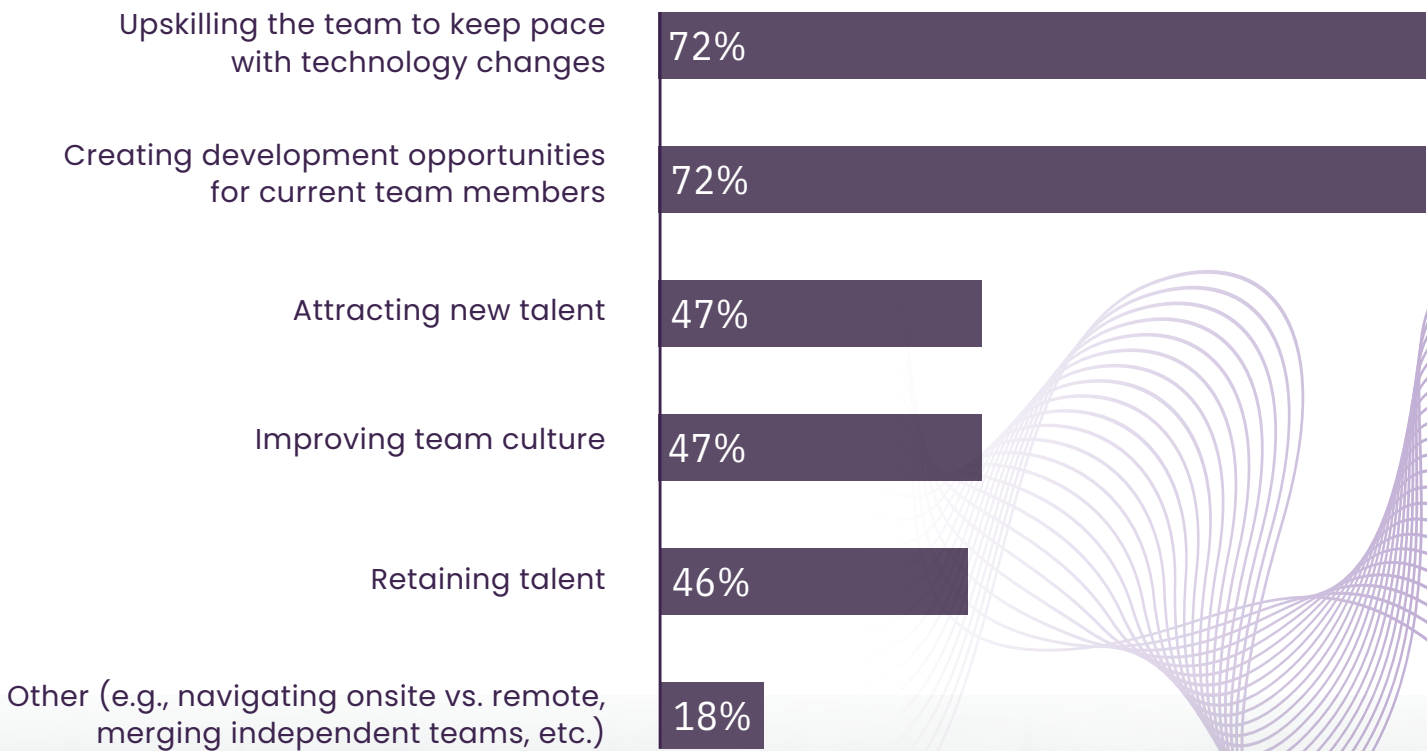 Upskilling the team to keep pace
with technology changes
72%
Creating development opportunities
for current team members
72%
Attracting new talent
47%
Improving team culture
47%
Retaining talent
46%
Other (e.g., navigating onsite vs. remote,
merging independent teams, etc.)
18%